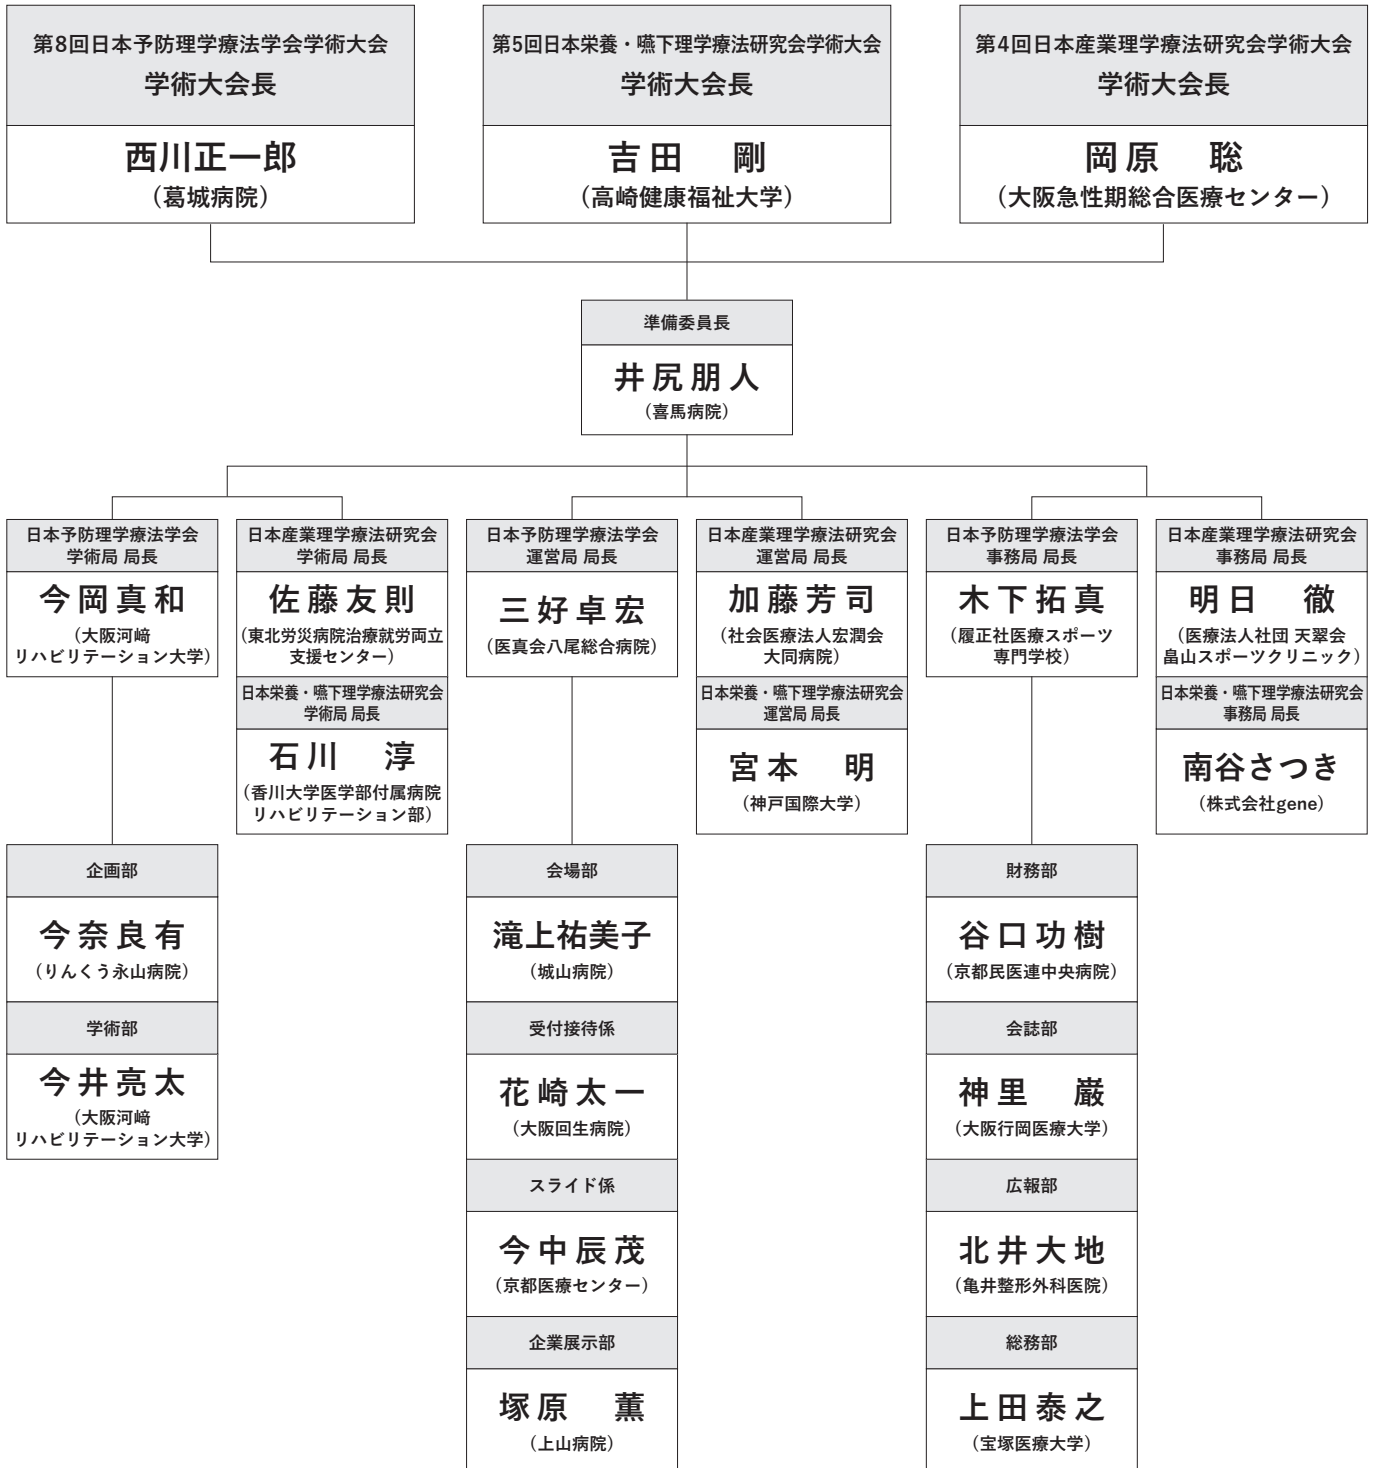 第8回日本予防理学療法学会学術大会
学術大会長
西川正一郎
（葛城病院）
第5回日本栄養・嚥下理学療法研究会学術大会
学術大会長
吉田　剛
（高崎健康福祉大学）
第4回日本産業理学療法研究会学術大会
学術大会長
岡原　聡
（大阪急性期総合医療センター）
準備委員長
井尻朋人
（喜馬病院）
日本予防理学療法学会
学術局 局長
今岡真和
（大阪河﨑
リハビリテーション大学）
日本産業理学療法研究会
学術局 局長
佐藤友則
（東北労災病院治療就労両立
支援センター）
日本栄養・嚥下理学療法研究会
学術局 局長
石川　淳
（香川大学医学部付属病院
リハビリテーション部）
日本予防理学療法学会
運営局 局長
三好卓宏
（医真会八尾総合病院）
日本産業理学療法研究会
運営局 局長
加藤芳司
（社会医療法人宏潤会
大同病院）
日本栄養・嚥下理学療法研究会
運営局 局長
宮本　明
（神戸国際大学）
日本予防理学療法学会
事務局 局長
木下拓真
（履正社医療スポーツ
専門学校）
日本産業理学療法研究会
事務局 局長
明日　徹
（医療法人社団 天翠会
畠山スポーツクリニック）
日本栄養・嚥下理学療法研究会
事務局 局長
南谷さつき
（株式会社gene）
企画部
今奈良有
（りんくう永山病院）
学術部
今井亮太
（大阪河﨑
リハビリテーション大学）
会場部
滝上祐美子
（城山病院）
受付接待係
花崎太一
（大阪回生病院）
スライド係
今中辰茂
（京都医療センター）
企業展示部
塚原　薫
（上山病院）
財務部
谷口功樹
（京都民医連中央病院）
会誌部
神里　巌
（大阪行岡医療大学）
広報部
北井大地
（亀井整形外科医院）
総務部
上田泰之
（宝塚医療大学）